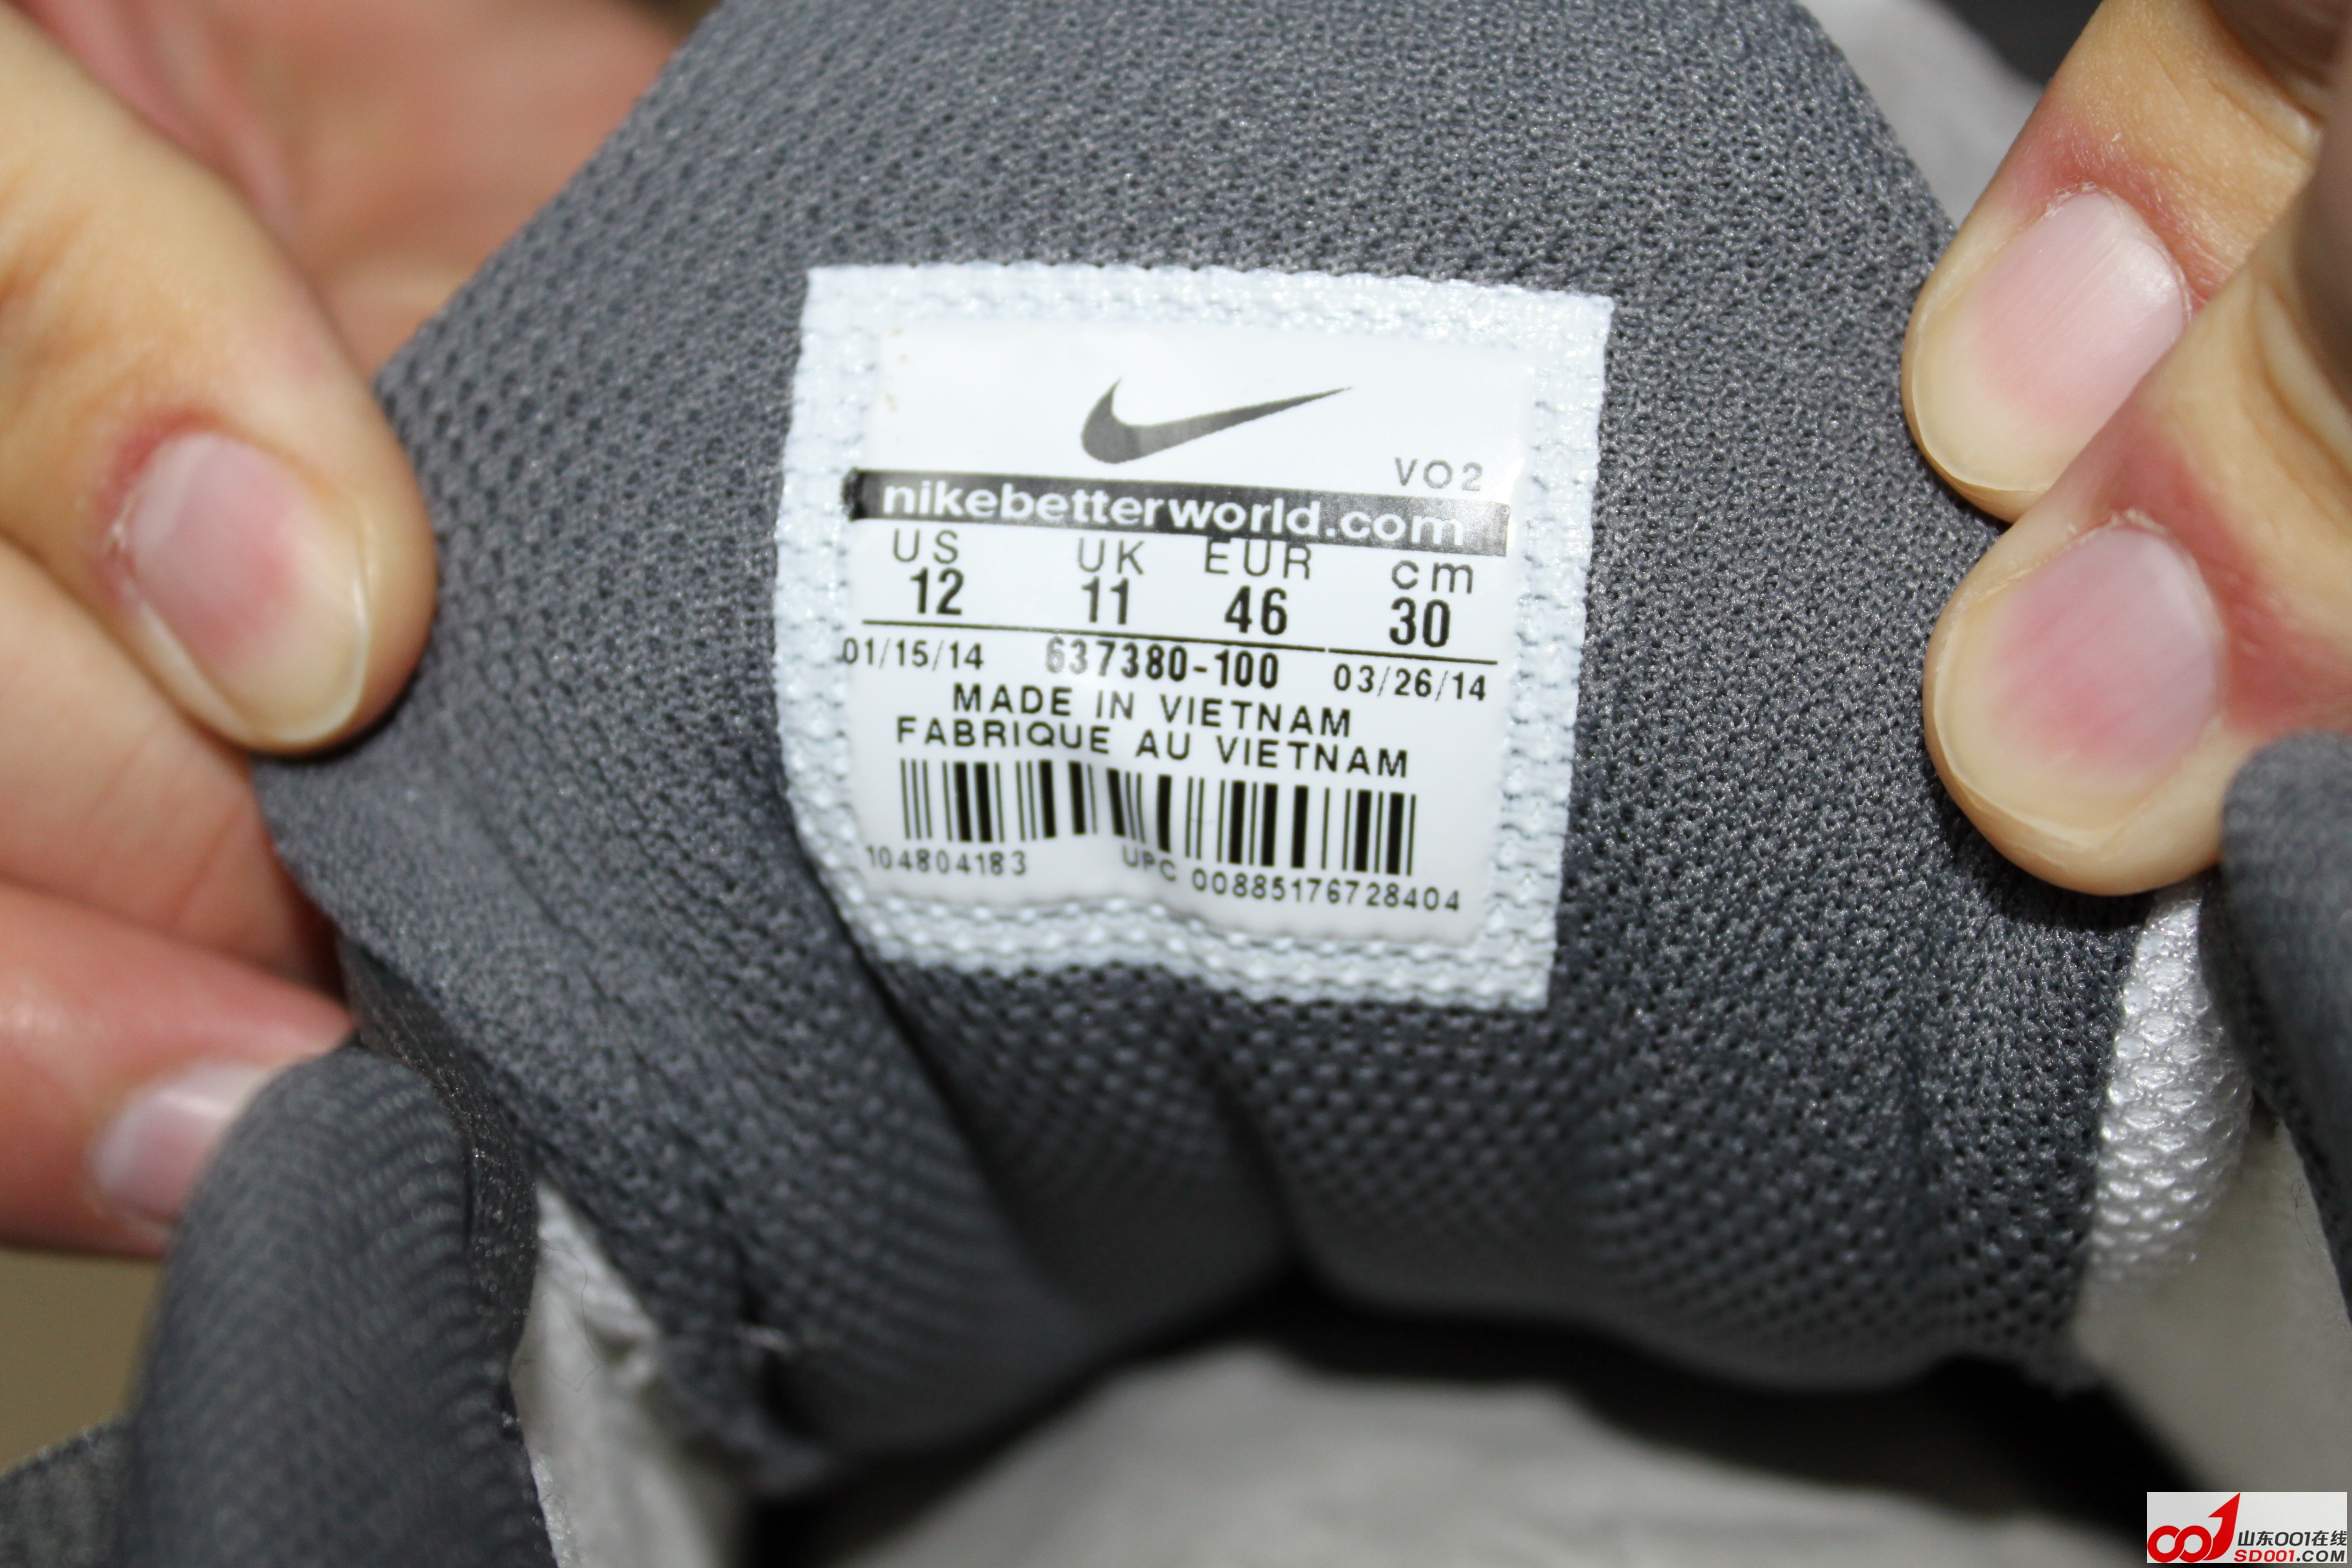 VO2
nikebetterworld.com
US UK EUR cm
12 11 46 30
01/15/14 637380-100 03/26/14
MADE IN VIETNAM
FABRIQUE AU VIETNAM
104804183 UPC 00885176728404
001 山东001在线
SD001.COM